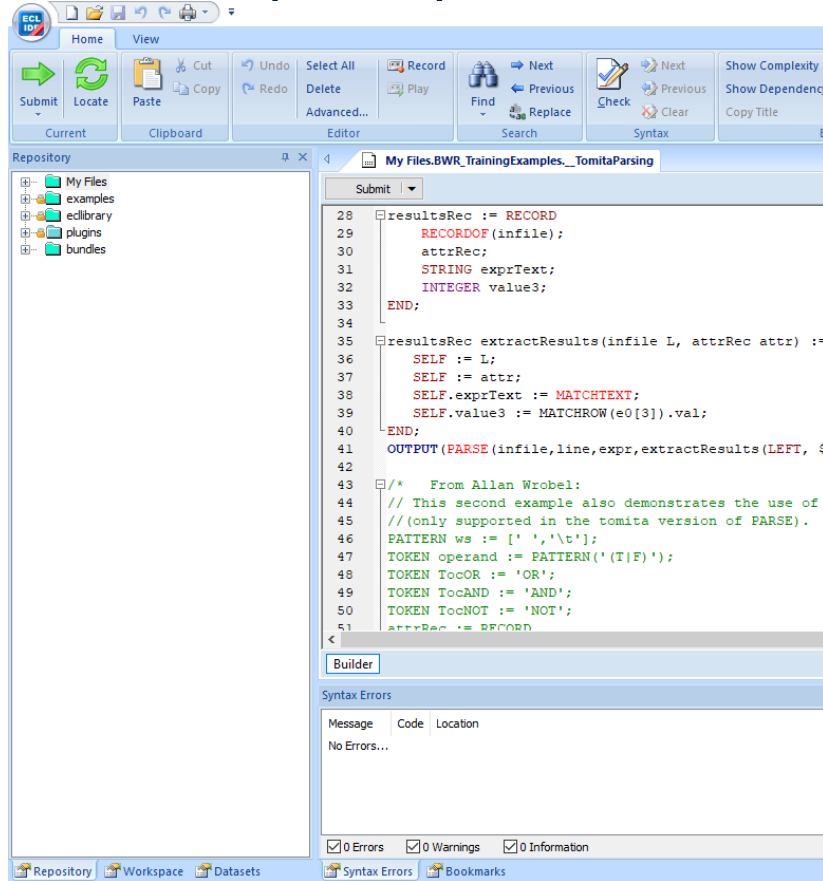 ECL
IDE
Home View
Submit Locate
Current
Paste
Cut
Copy
Clipboard
Undo
Redo
Select All
Delete
Advanced...
Record
Play
Editor
Find
Next
Previous
Replace
Search
Check
Next
Previous
Clear
Syntax
Show Complexity
Show Dependency
Copy Title
Repository
My Files
examples
eclibrary
plugins
bundles
My Files.BWR_TrainingExamples.__TomitaParsing
Submit
28 resultsRec := RECORD
29 RECORDOF(infile);
30 attrRec;
31 STRING exprText;
32 INTEGER value3;
33 END;
34
35 resultsRec extractResults(infile L, attrRec attr) :=
36 SELF := L;
37 SELF := attr;
38 SELF.exprText := MATCHTEXT;
39 SELF.value3 := MATCHROW(e0[3]).val;
40 END;
41 OUTPUT(PARSE(infile,line,expr,extractResults(LEFT, $
42
43 /* From Allan Wrobel:
44 // This second example also demonstrates the use of
45 //(only supported in the tomita version of PARSE).
46 PATTERN ws := [' ','\t'];
47 TOKEN operand := PATTERN('(T|F)');
48 TOKEN TocOR := 'OR';
49 TOKEN TocAND := 'AND';
50 TOKEN TocNOT := 'NOT';
51 attrRec := RECORD
Builder
Syntax Errors
Message Code Location
No Errors...
0 Errors 0 Warnings 0 Information
Repository Workspace Datasets
Syntax Errors Bookmarks